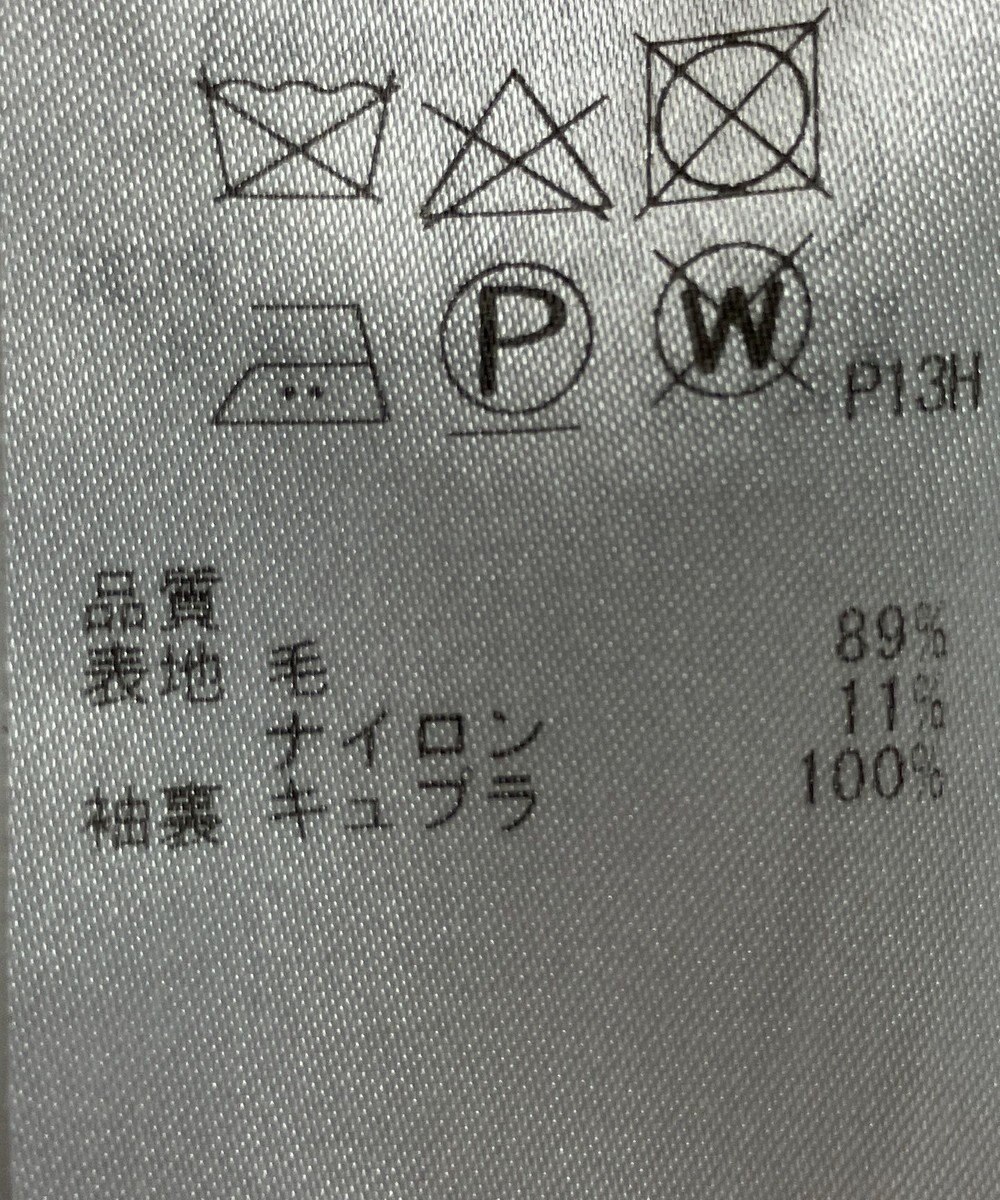 P W P13H
品質
表地 毛 89%
ナイロン 11%
袖裏 キュプラ 100%